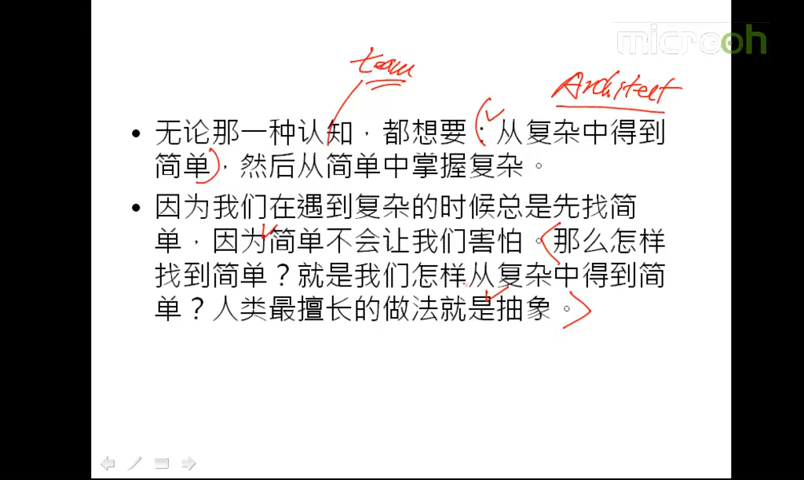 microoh
team
Architect
• 无论那一种认知，都想要：从复杂中得到
简单，然后从简单中掌握复杂。
• 因为我们在遇到复杂的时候总是先找简
单，因为简单不会让我们害怕。那么怎样
找到简单？就是我们怎样从复杂中得到简
单？人类最擅长的做法就是抽象。